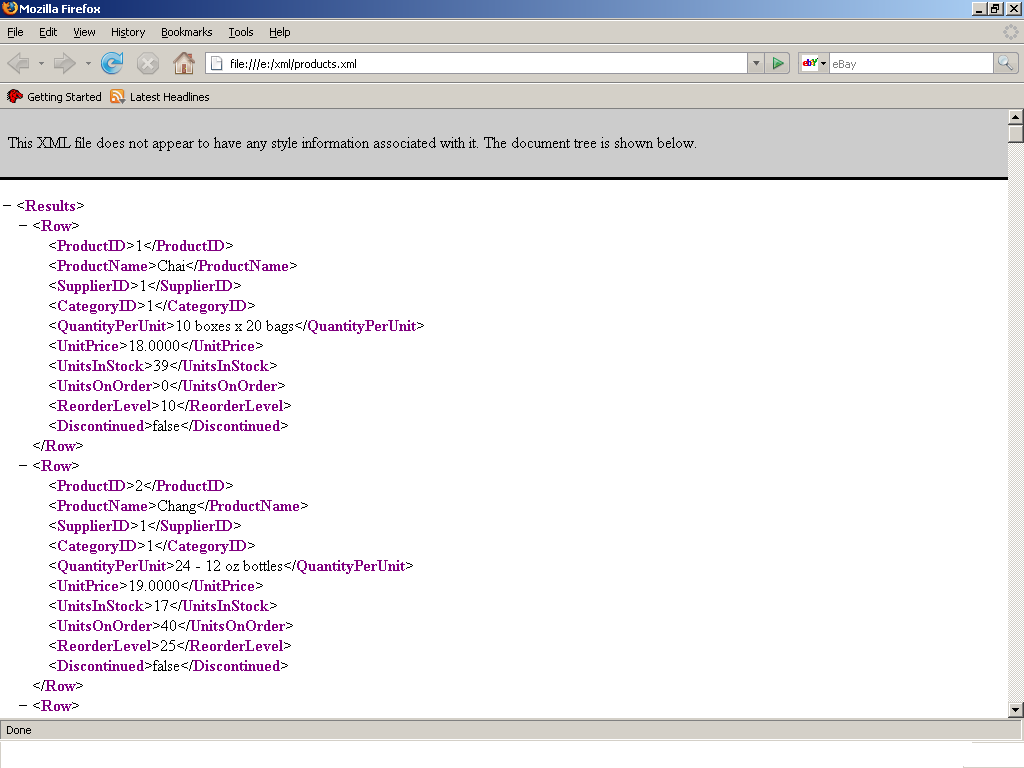 Mozilla Firefox
File Edit View History Bookmarks Tools Help
file:///e:/xml/products.xml
ebY eBay
Getting Started Latest Headlines
This XML file does not appear to have any style information associated with it. The document tree is shown below.
− <Results>
− <Row>
<ProductID>1</ProductID>
<ProductName>Chai</ProductName>
<SupplierID>1</SupplierID>
<CategoryID>1</CategoryID>
<QuantityPerUnit>10 boxes x 20 bags</QuantityPerUnit>
<UnitPrice>18.0000</UnitPrice>
<UnitsInStock>39</UnitsInStock>
<UnitsOnOrder>0</UnitsOnOrder>
<ReorderLevel>10</ReorderLevel>
<Discontinued>false</Discontinued>
</Row>
− <Row>
<ProductID>2</ProductID>
<ProductName>Chang</ProductName>
<SupplierID>1</SupplierID>
<CategoryID>1</CategoryID>
<QuantityPerUnit>24 - 12 oz bottles</QuantityPerUnit>
<UnitPrice>19.0000</UnitPrice>
<UnitsInStock>17</UnitsInStock>
<UnitsOnOrder>40</UnitsOnOrder>
<ReorderLevel>25</ReorderLevel>
<Discontinued>false</Discontinued>
</Row>
− <Row>
Done